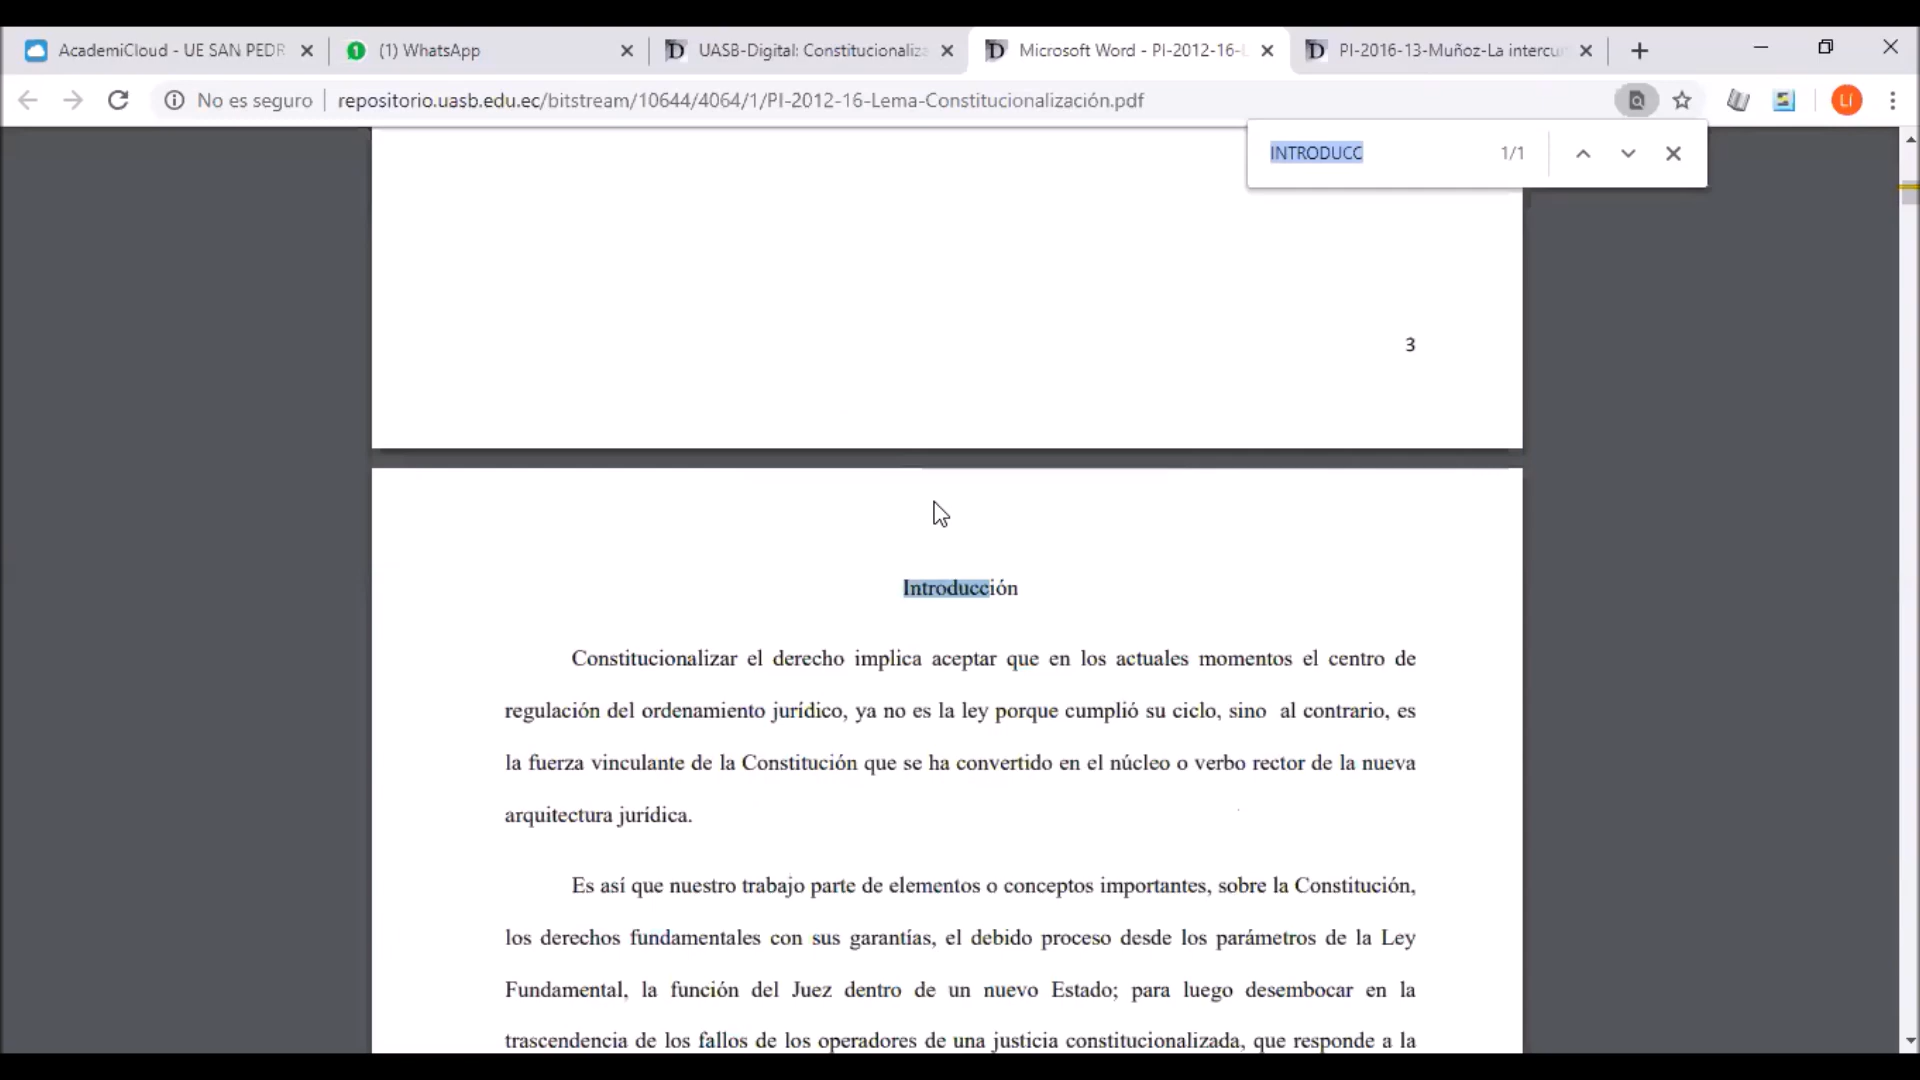 AcademiCloud - UE SAN PEDR
(1) WhatsApp
UASB-Digital: Constitucionaliza
Microsoft Word - PI-2012-16-L
PI-2016-13-Muñoz-La intercul
No es seguro
repositorio.uasb.edu.ec/bitstream/10644/4064/1/PI-2012-16-Lema-Constitucionalización.pdf
LI
INTRODUCC 1/1
3
Introducción
Constitucionalizar el derecho implica aceptar que en los actuales momentos el centro de
regulación del ordenamiento jurídico, ya no es la ley porque cumplió su ciclo, sino al contrario, es
la fuerza vinculante de la Constitución que se ha convertido en el núcleo o verbo rector de la nueva
arquitectura jurídica.
Es así que nuestro trabajo parte de elementos o conceptos importantes, sobre la Constitución,
los derechos fundamentales con sus garantías, el debido proceso desde los parámetros de la Ley
Fundamental, la función del Juez dentro de un nuevo Estado; para luego desembocar en la
trascendencia de los fallos de los operadores de una justicia constitucionalizada, que responde a la